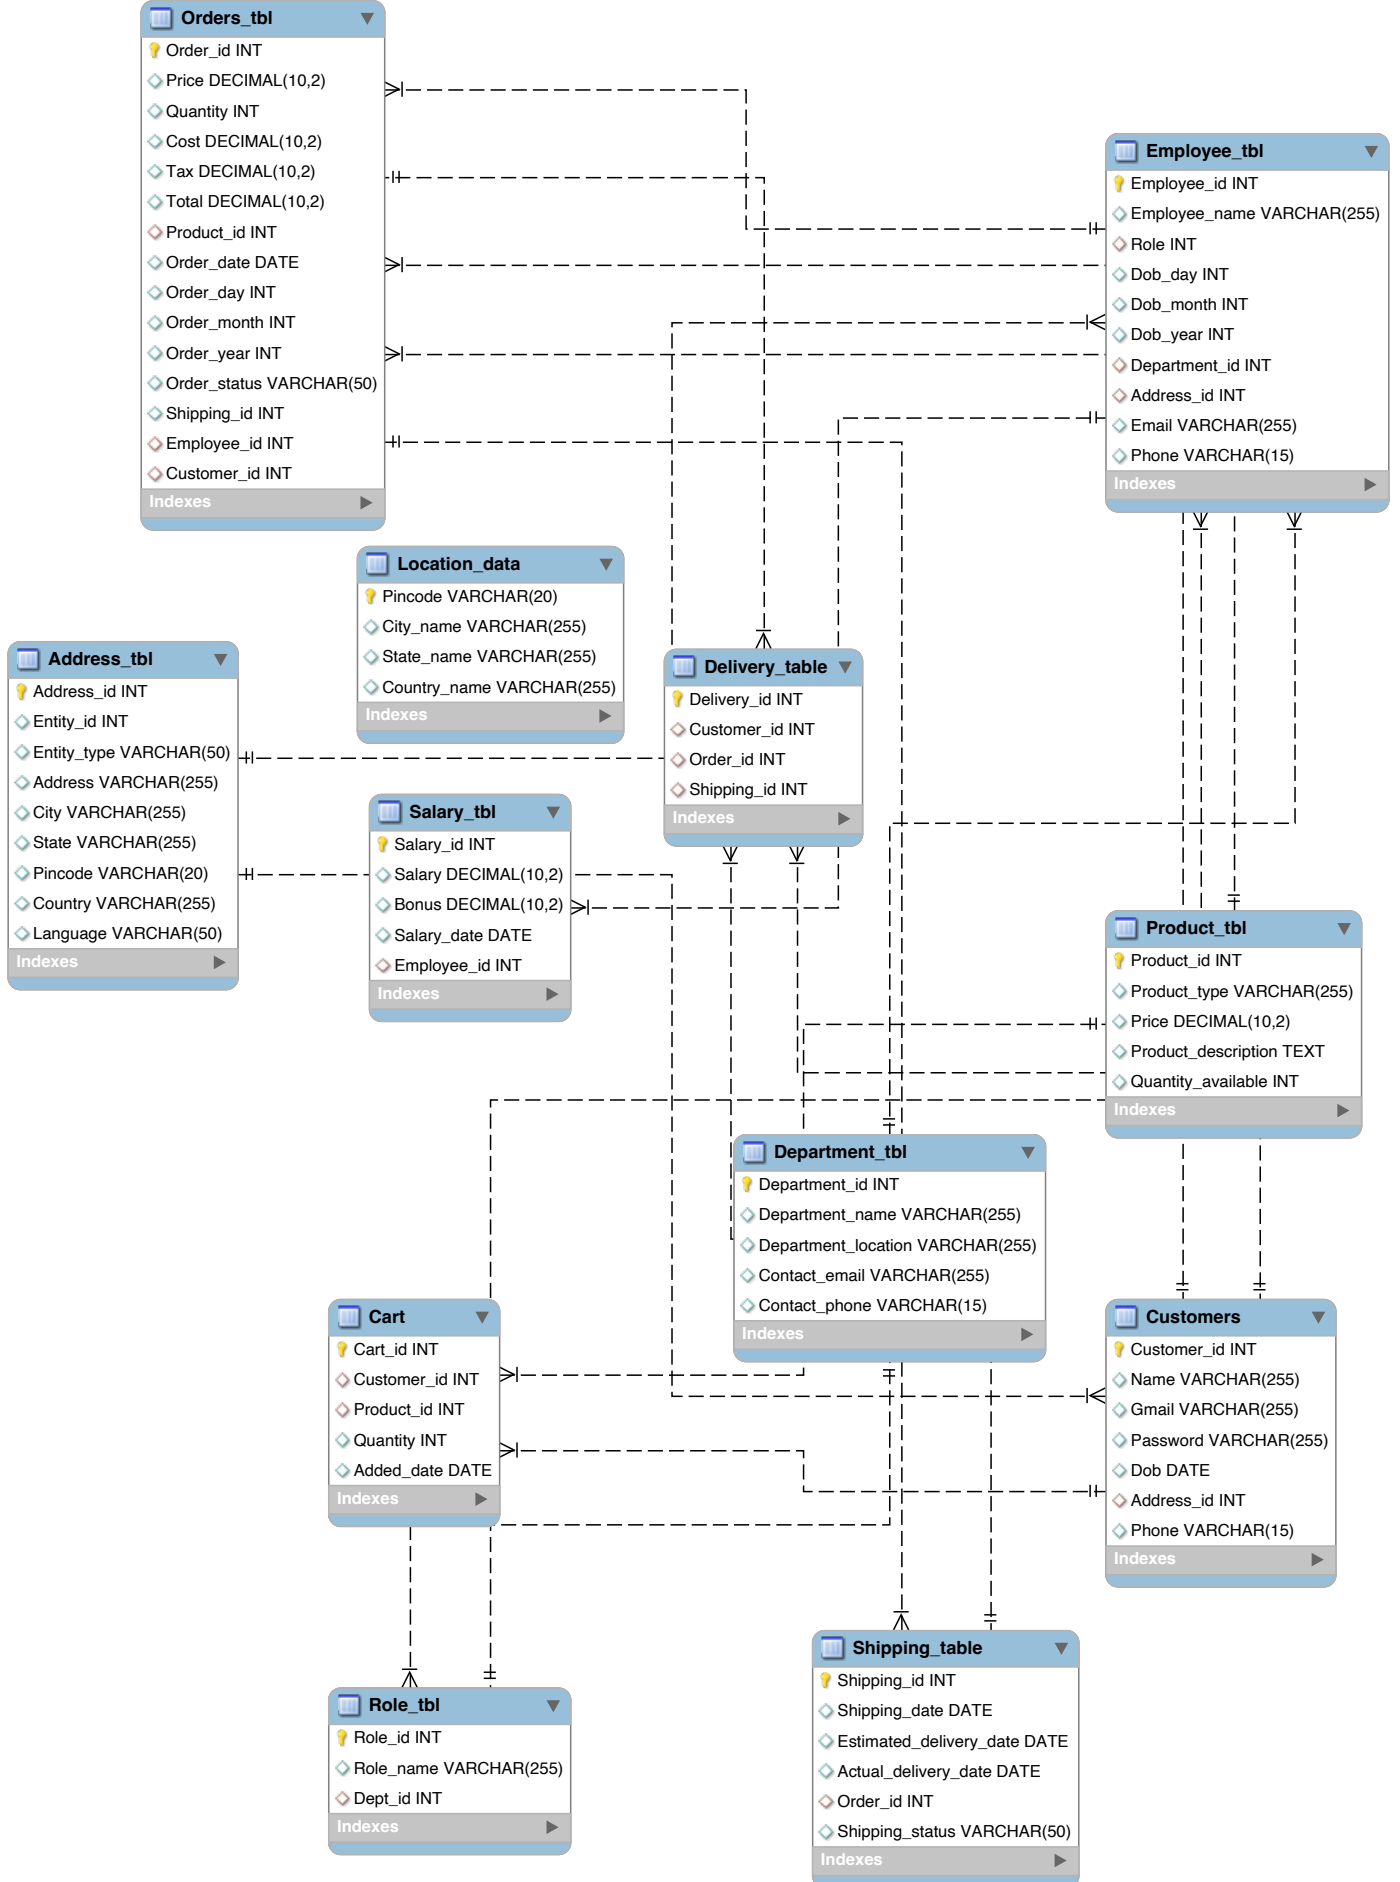 Orders_tbl
Order_id INT
Price DECIMAL(10,2)
Quantity INT
Cost DECIMAL(10,2)
Tax DECIMAL(10,2)
Total DECIMAL(10,2)
Product_id INT
Order_date DATE
Order_day INT
Order_month INT
Order_year INT
Order_status VARCHAR(50)
Shipping_id INT
Employee_id INT
Customer_id INT
Indexes
Employee_tbl
Employee_id INT
Employee_name VARCHAR(255)
Role INT
Dob_day INT
Dob_month INT
Dob_year INT
Department_id INT
Address_id INT
Email VARCHAR(255)
Phone VARCHAR(15)
Indexes
Location_data
Pincode VARCHAR(20)
City_name VARCHAR(255)
State_name VARCHAR(255)
Country_name VARCHAR(255)
Indexes
Address_tbl
Address_id INT
Entity_id INT
Entity_type VARCHAR(50)
Address VARCHAR(255)
City VARCHAR(255)
State VARCHAR(255)
Pincode VARCHAR(20)
Country VARCHAR(255)
Language VARCHAR(50)
Indexes
Delivery_table
Delivery_id INT
Customer_id INT
Order_id INT
Shipping_id INT
Indexes
Salary_tbl
Salary_id INT
Salary DECIMAL(10,2)
Bonus DECIMAL(10,2)
Salary_date DATE
Employee_id INT
Indexes
Product_tbl
Product_id INT
Product_type VARCHAR(255)
Price DECIMAL(10,2)
Product_description TEXT
Quantity_available INT
Indexes
Department_tbl
Department_id INT
Department_name VARCHAR(255)
Department_location VARCHAR(255)
Contact_email VARCHAR(255)
Contact_phone VARCHAR(15)
Indexes
Cart
Cart_id INT
Customer_id INT
Product_id INT
Quantity INT
Added_date DATE
Indexes
Customers
Customer_id INT
Name VARCHAR(255)
Gmail VARCHAR(255)
Password VARCHAR(255)
Dob DATE
Address_id INT
Phone VARCHAR(15)
Indexes
Role_tbl
Role_id INT
Role_name VARCHAR(255)
Dept_id INT
Indexes
Shipping_table
Shipping_id INT
Shipping_date DATE
Estimated_delivery_date DATE
Actual_delivery_date DATE
Order_id INT
Shipping_status VARCHAR(50)
Indexes